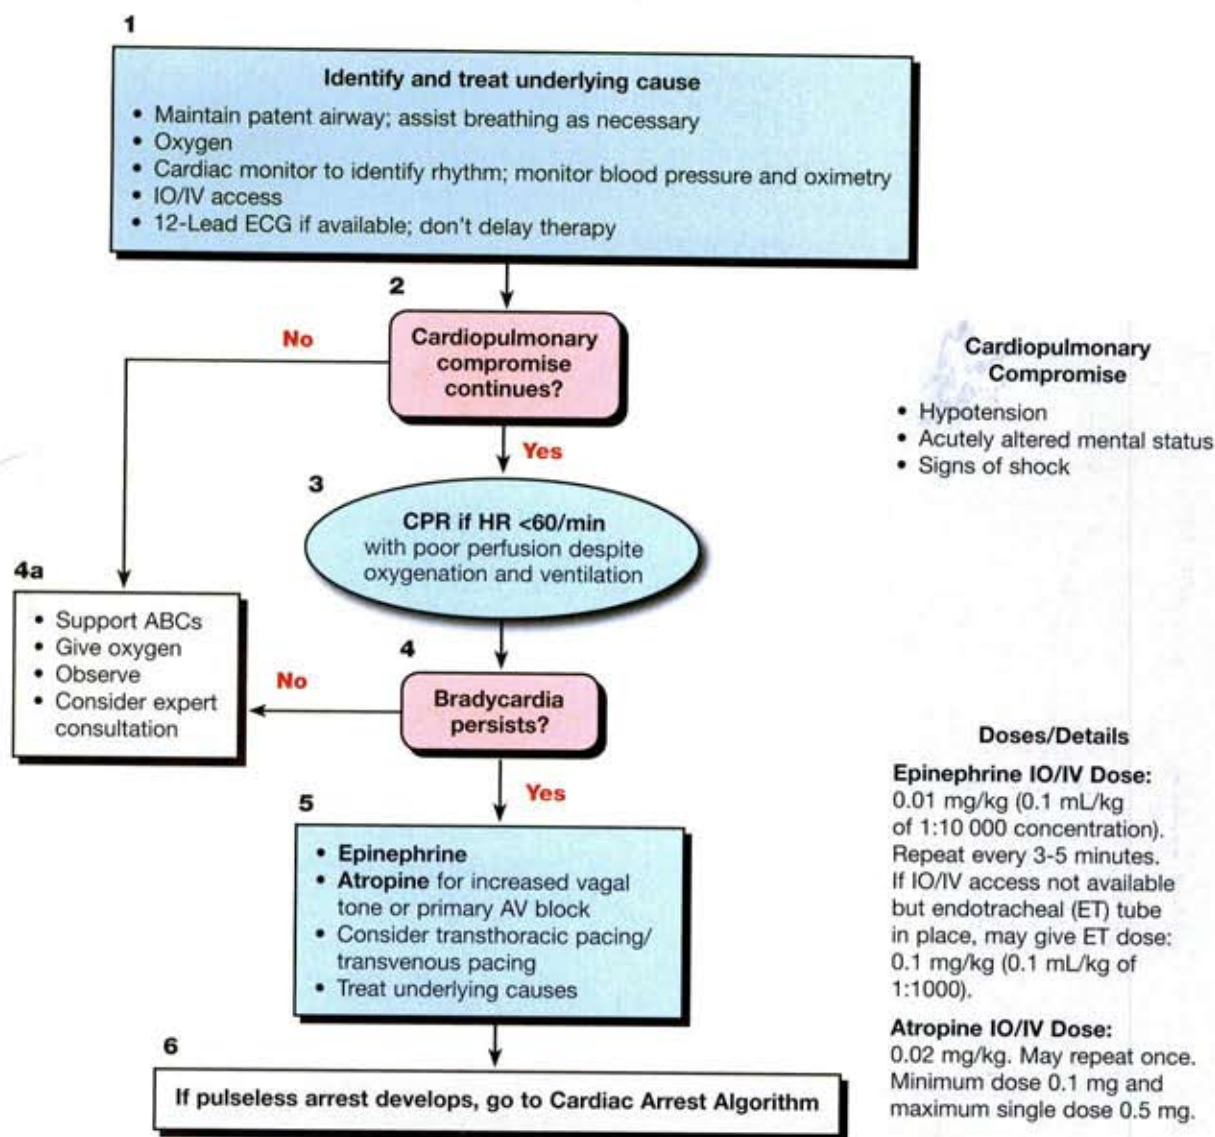 1
Identify and treat underlying cause
• Maintain patent airway; assist breathing as necessary
• Oxygen
• Cardiac monitor to identify rhythm; monitor blood pressure and oximetry
• IO/IV access
• 12-Lead ECG if available; don't delay therapy
2
Cardiopulmonary
compromise
continues?
No
Yes
Cardiopulmonary
Compromise
• Hypotension
• Acutely altered mental status
• Signs of shock
3
CPR if HR <60/min
with poor perfusion despite
oxygenation and ventilation
4a
• Support ABCs
• Give oxygen
• Observe
• Consider expert
consultation
4
Bradycardia
persists?
No
Yes
5
• Epinephrine
• Atropine for increased vagal
tone or primary AV block
• Consider transthoracic pacing/
transvenous pacing
• Treat underlying causes
6
If pulseless arrest develops, go to Cardiac Arrest Algorithm
Doses/Details
Epinephrine IO/IV Dose:
0.01 mg/kg (0.1 mL/kg
of 1:10 000 concentration).
Repeat every 3-5 minutes.
If IO/IV access not available
but endotracheal (ET) tube
in place, may give ET dose:
0.1 mg/kg (0.1 mL/kg of
1:1000).
Atropine IO/IV Dose:
0.02 mg/kg. May repeat once.
Minimum dose 0.1 mg and
maximum single dose 0.5 mg.